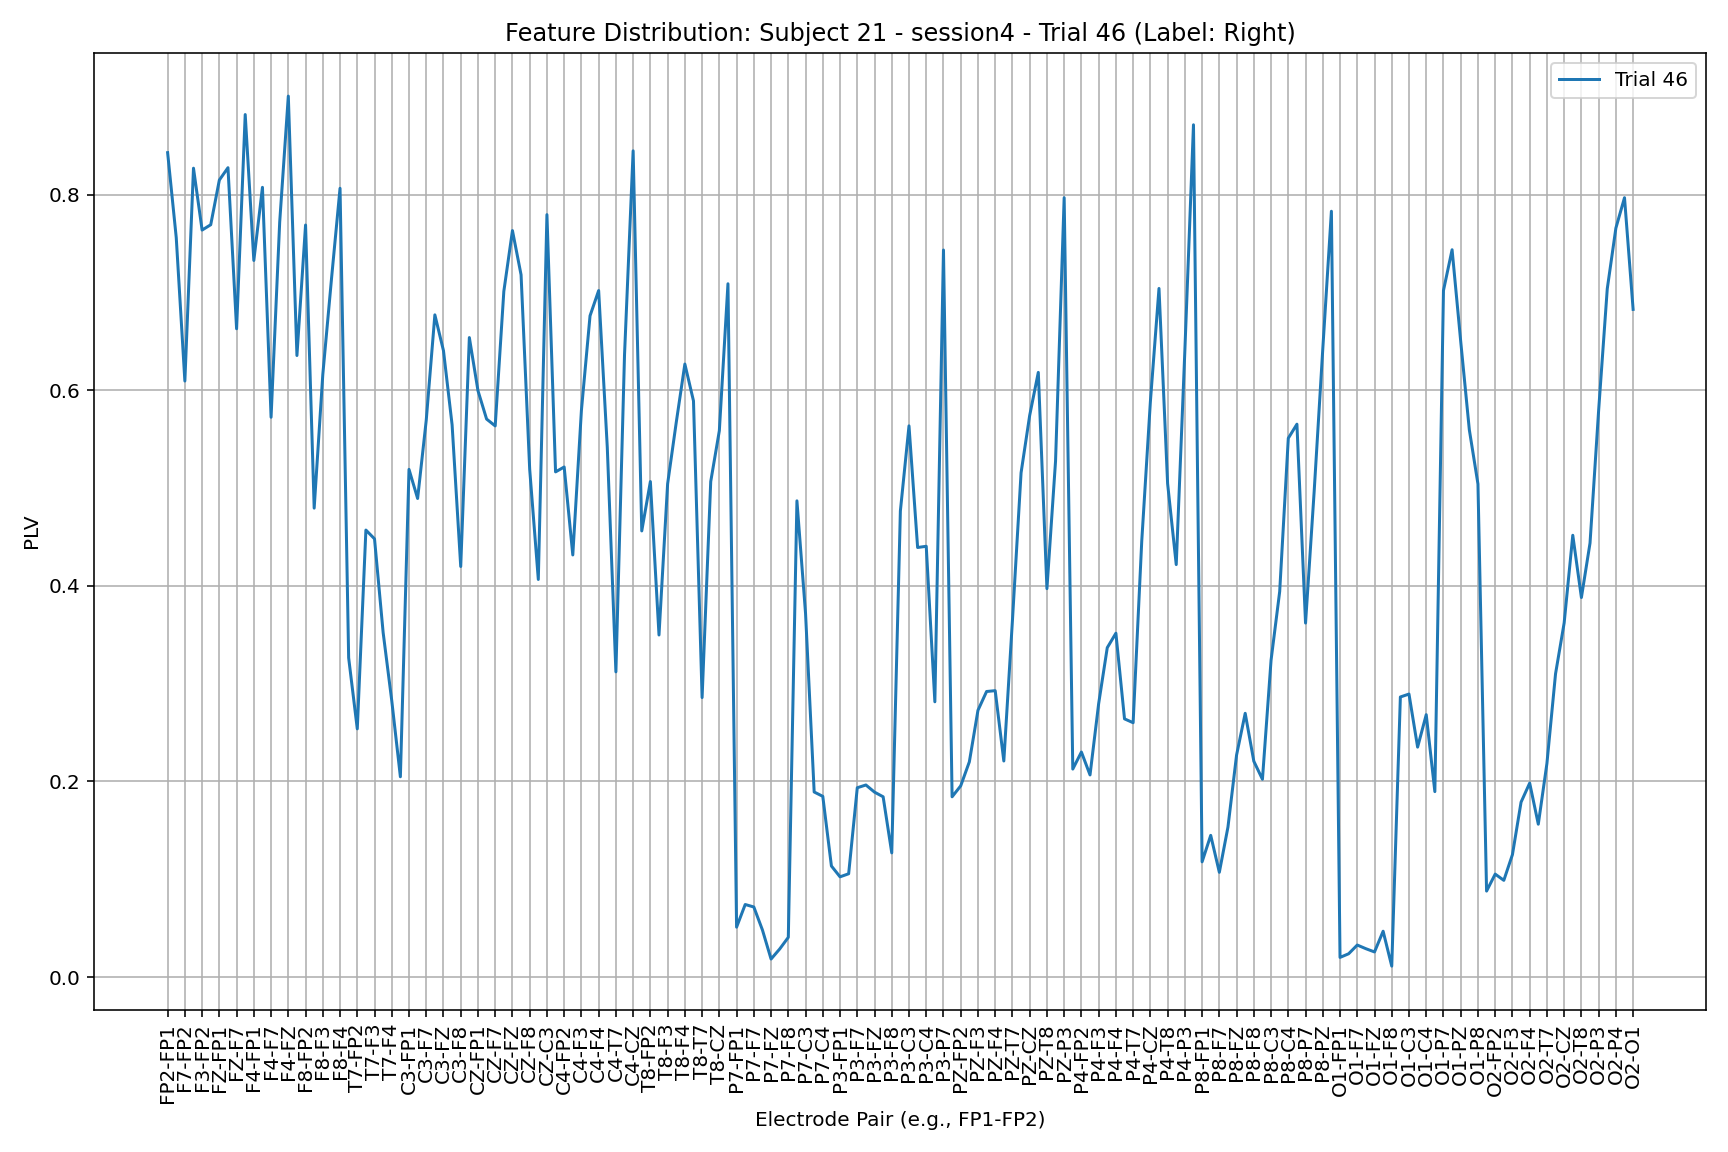 Feature Distribution: Subject 21 - session4 - Trial 46 (Label: Right)
Trial 46
PLV
0.8
0.6
0.4
0.2
0.0
FP2-FP1
F7-FP2
F3-FP2
FZ-FP1
FZ-F7
F4-FP1
F4-F7
F4-FZ
F8-FP2
F8-F3
F8-F4
T7-FP2
T7-F3
T7-F4
C3-FP1
C3-F7
C3-FZ
C3-F8
CZ-FP1
CZ-F7
CZ-FZ
CZ-F8
CZ-C3
C4-FP2
C4-F3
C4-F4
C4-T7
C4-CZ
T8-FP2
T8-F3
T8-F4
T8-T7
T8-CZ
P7-FP1
P7-F7
P7-FZ
P7-F8
P7-C3
P7-C4
P3-FP1
P3-F7
P3-FZ
P3-F8
P3-C3
P3-C4
P3-P7
PZ-FP2
PZ-F3
PZ-F4
PZ-T7
PZ-CZ
PZ-T8
PZ-P3
P4-FP2
P4-F3
P4-F4
P4-T7
P4-CZ
P4-T8
P4-P3
P8-FP1
P8-F7
P8-FZ
P8-F8
P8-C3
P8-C4
P8-P7
P8-PZ
O1-FP1
O1-F7
O1-FZ
O1-F8
O1-C3
O1-C4
O1-P7
O1-PZ
O1-P8
O2-FP2
O2-F3
O2-F4
O2-T7
O2-CZ
O2-T8
O2-P3
O2-P4
O2-O1
Electrode Pair (e.g., FP1-FP2)